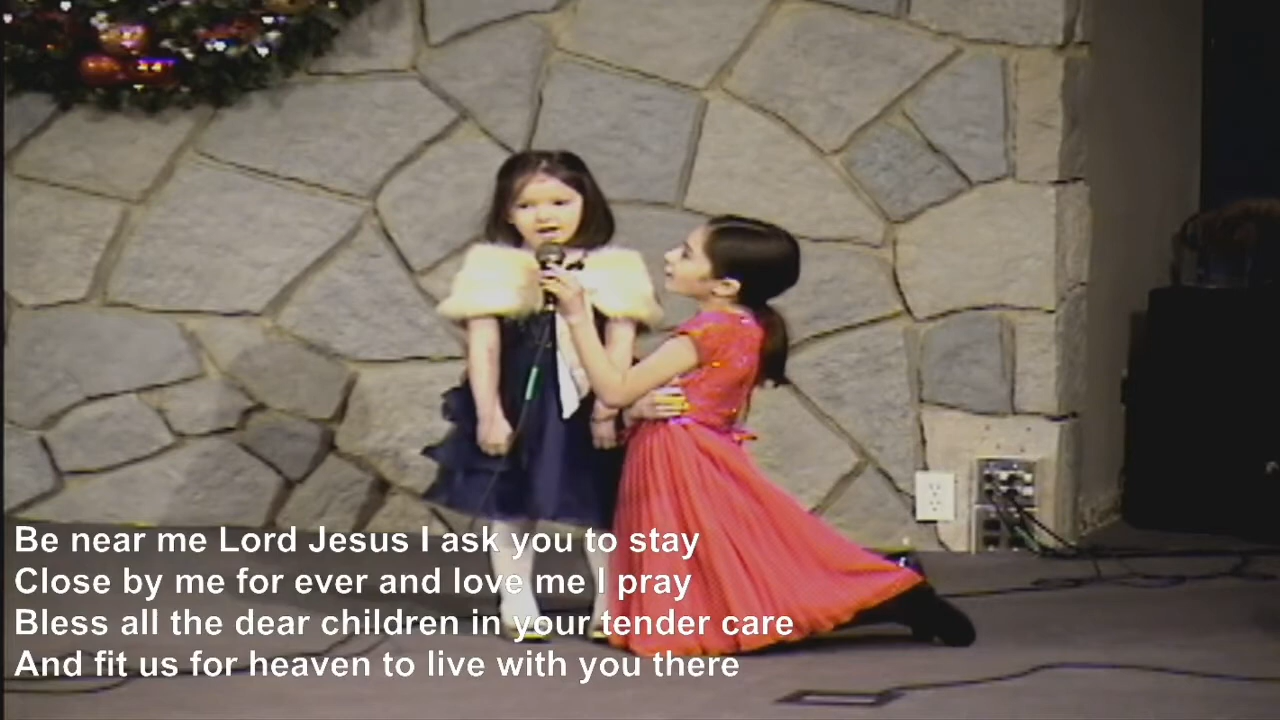 Be near me Lord Jesus I ask you to stay
Close by me for ever and love me I pray
Bless all the dear children in your tender care
And fit us for heaven to live with you there